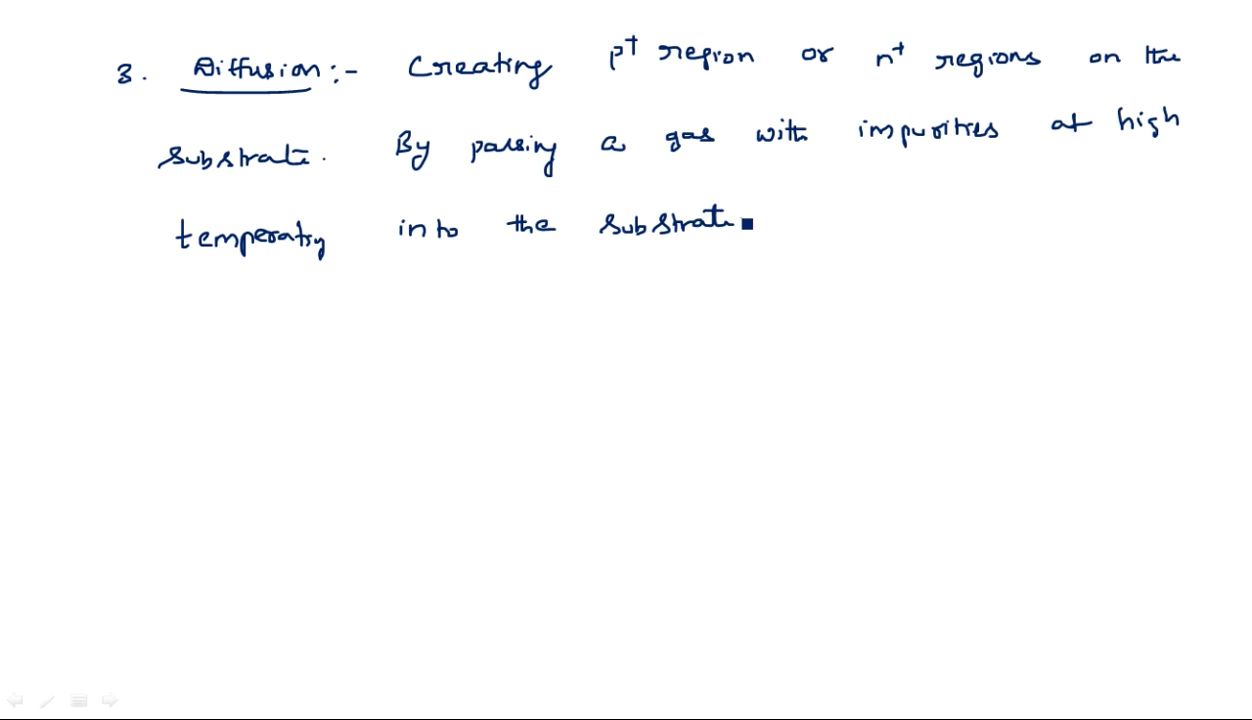 3. Diffusion :- Creating p⁺ region or n⁺ regions on the
substrate. By passing a gas with impurities at high
temperatry into the substrate